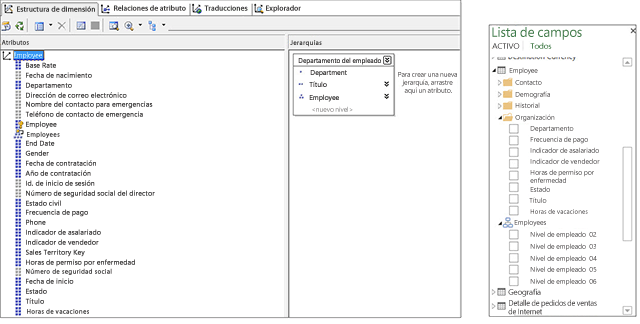 Estructura de dimensión
Relaciones de atributo
Traducciones
Explorador
Atributos
Employee
Base Rate
Fecha de nacimiento
Departamento
Dirección de correo electrónico
Nombre del contacto para emergencias
Teléfono de contacto de emergencia
Employee
Employees
End Date
Gender
Fecha de contratación
Año de contratación
Id. de inicio de sesión
Número de seguridad social del director
Estado civil
Frecuencia de pago
Phone
Indicador de asalariado
Indicador de vendedor
Sales Territory Key
Horas de permiso por enfermedad
Número de seguridad social
Fecha de inicio
Estado
Título
Horas de vacaciones
Jerarquías
Departamento del empleado
Department
Título
Employee
<nuevo nivel>
Para crear una nueva
jerarquía, arrastre
aquí un atributo.
Lista de campos
ACTIVO
Todos
Destination Currency
Employee
Contacto
Demografía
Historial
Organización
Departamento
Frecuencia de pago
Indicador de asalariado
Indicador de vendedor
Horas de permiso por
enfermedad
Estado
Título
Horas de vacaciones
Employees
Nivel de empleado 02
Nivel de empleado 03
Nivel de empleado 04
Nivel de empleado 05
Nivel de empleado 06
Geografía
Detalle de pedidos de ventas
de Internet